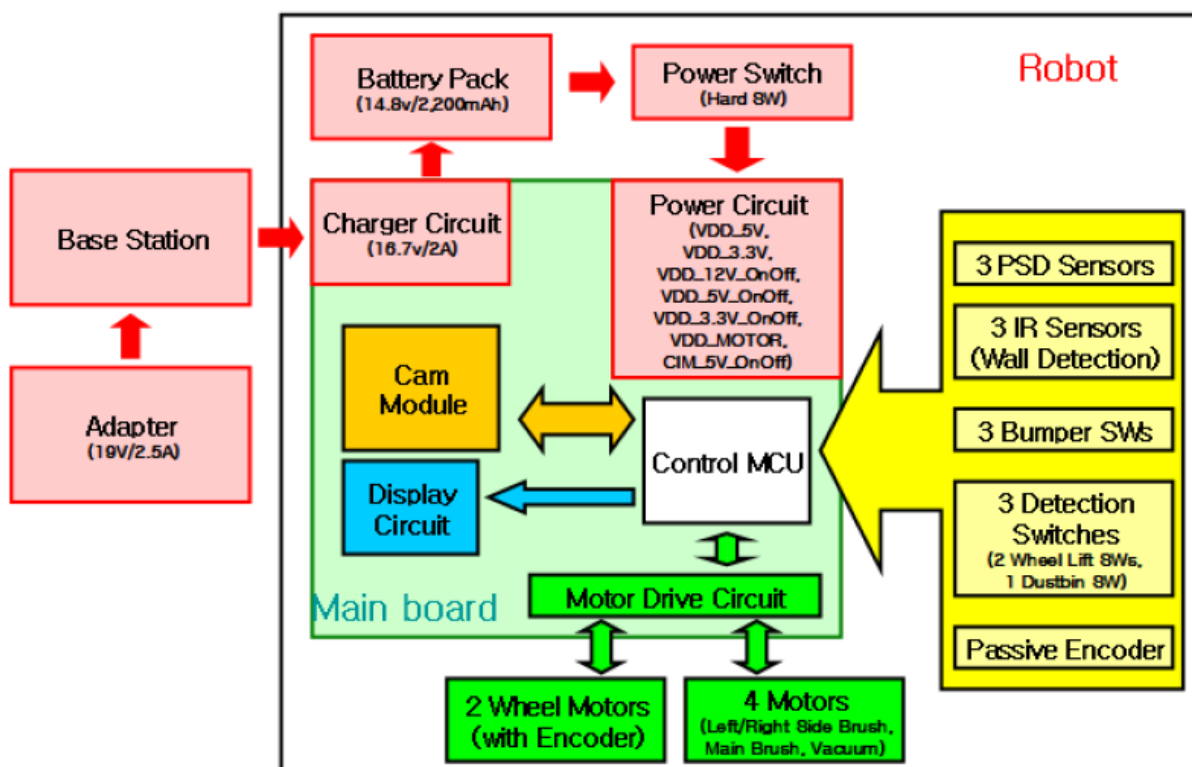 Robot
Battery Pack
(14.8v/2,200mAh)
Power Switch
(Hard SW)
Base Station
Charger Circuit
(16.7v/2A)
Power Circuit
(VDD_5V,
VDD_3.3V,
VDD_12V_OnOff,
VDD_5V_OnOff,
VDD_3.3V_OnOff,
VDD_MOTOR,
CIM_5V_OnOff)
3 PSD Sensors
3 IR Sensors
(Wall Detection)
3 Bumper SWs
3 Detection
Switches
(2 Wheel Lift SWs,
1 Dustbin SW)
Passive Encoder
Adapter
(19V/2.5A)
Cam
Module
Control MCU
Display
Circuit
Main board
Motor Drive Circuit
2 Wheel Motors
(with Encoder)
4 Motors
(Left/Right Side Brush,
Main Brush, Vacuum)